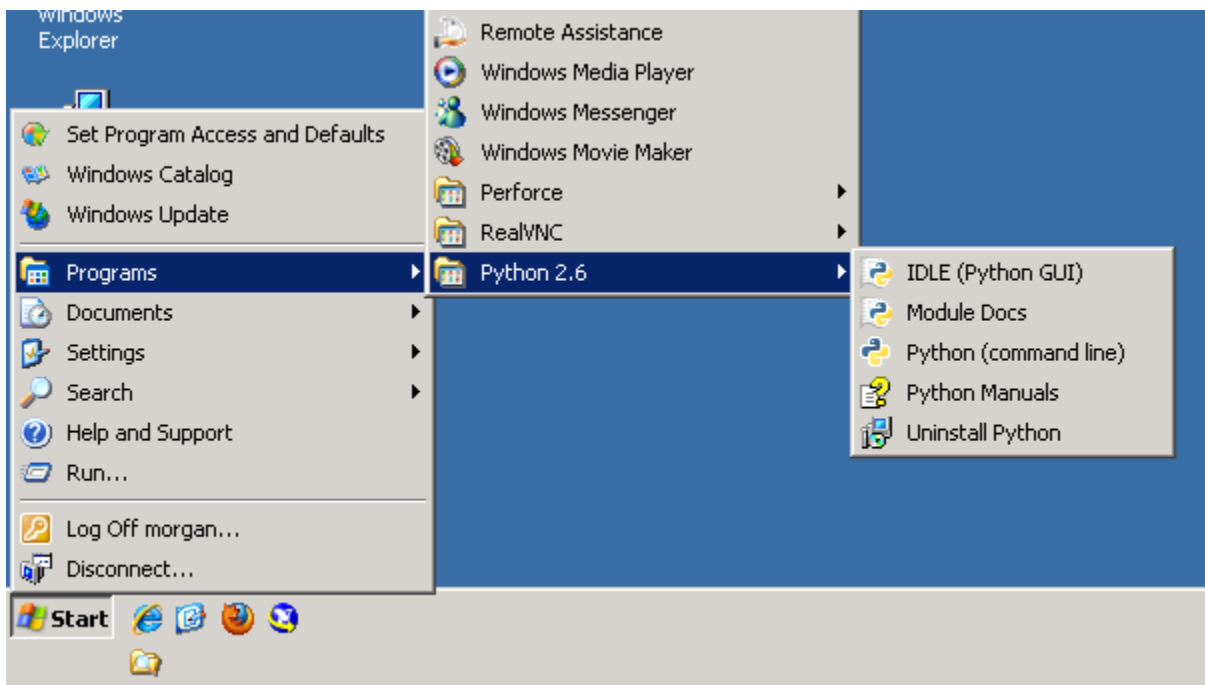 Windows
Explorer
Set Program Access and Defaults
Windows Catalog
Windows Update
Programs
Documents
Settings
Search
Help and Support
Run...
Log Off morgan...
Disconnect...
Start
Remote Assistance
Windows Media Player
Windows Messenger
Windows Movie Maker
Perforce
RealVNC
Python 2.6
IDLE (Python GUI)
Module Docs
Python (command line)
Python Manuals
Uninstall Python